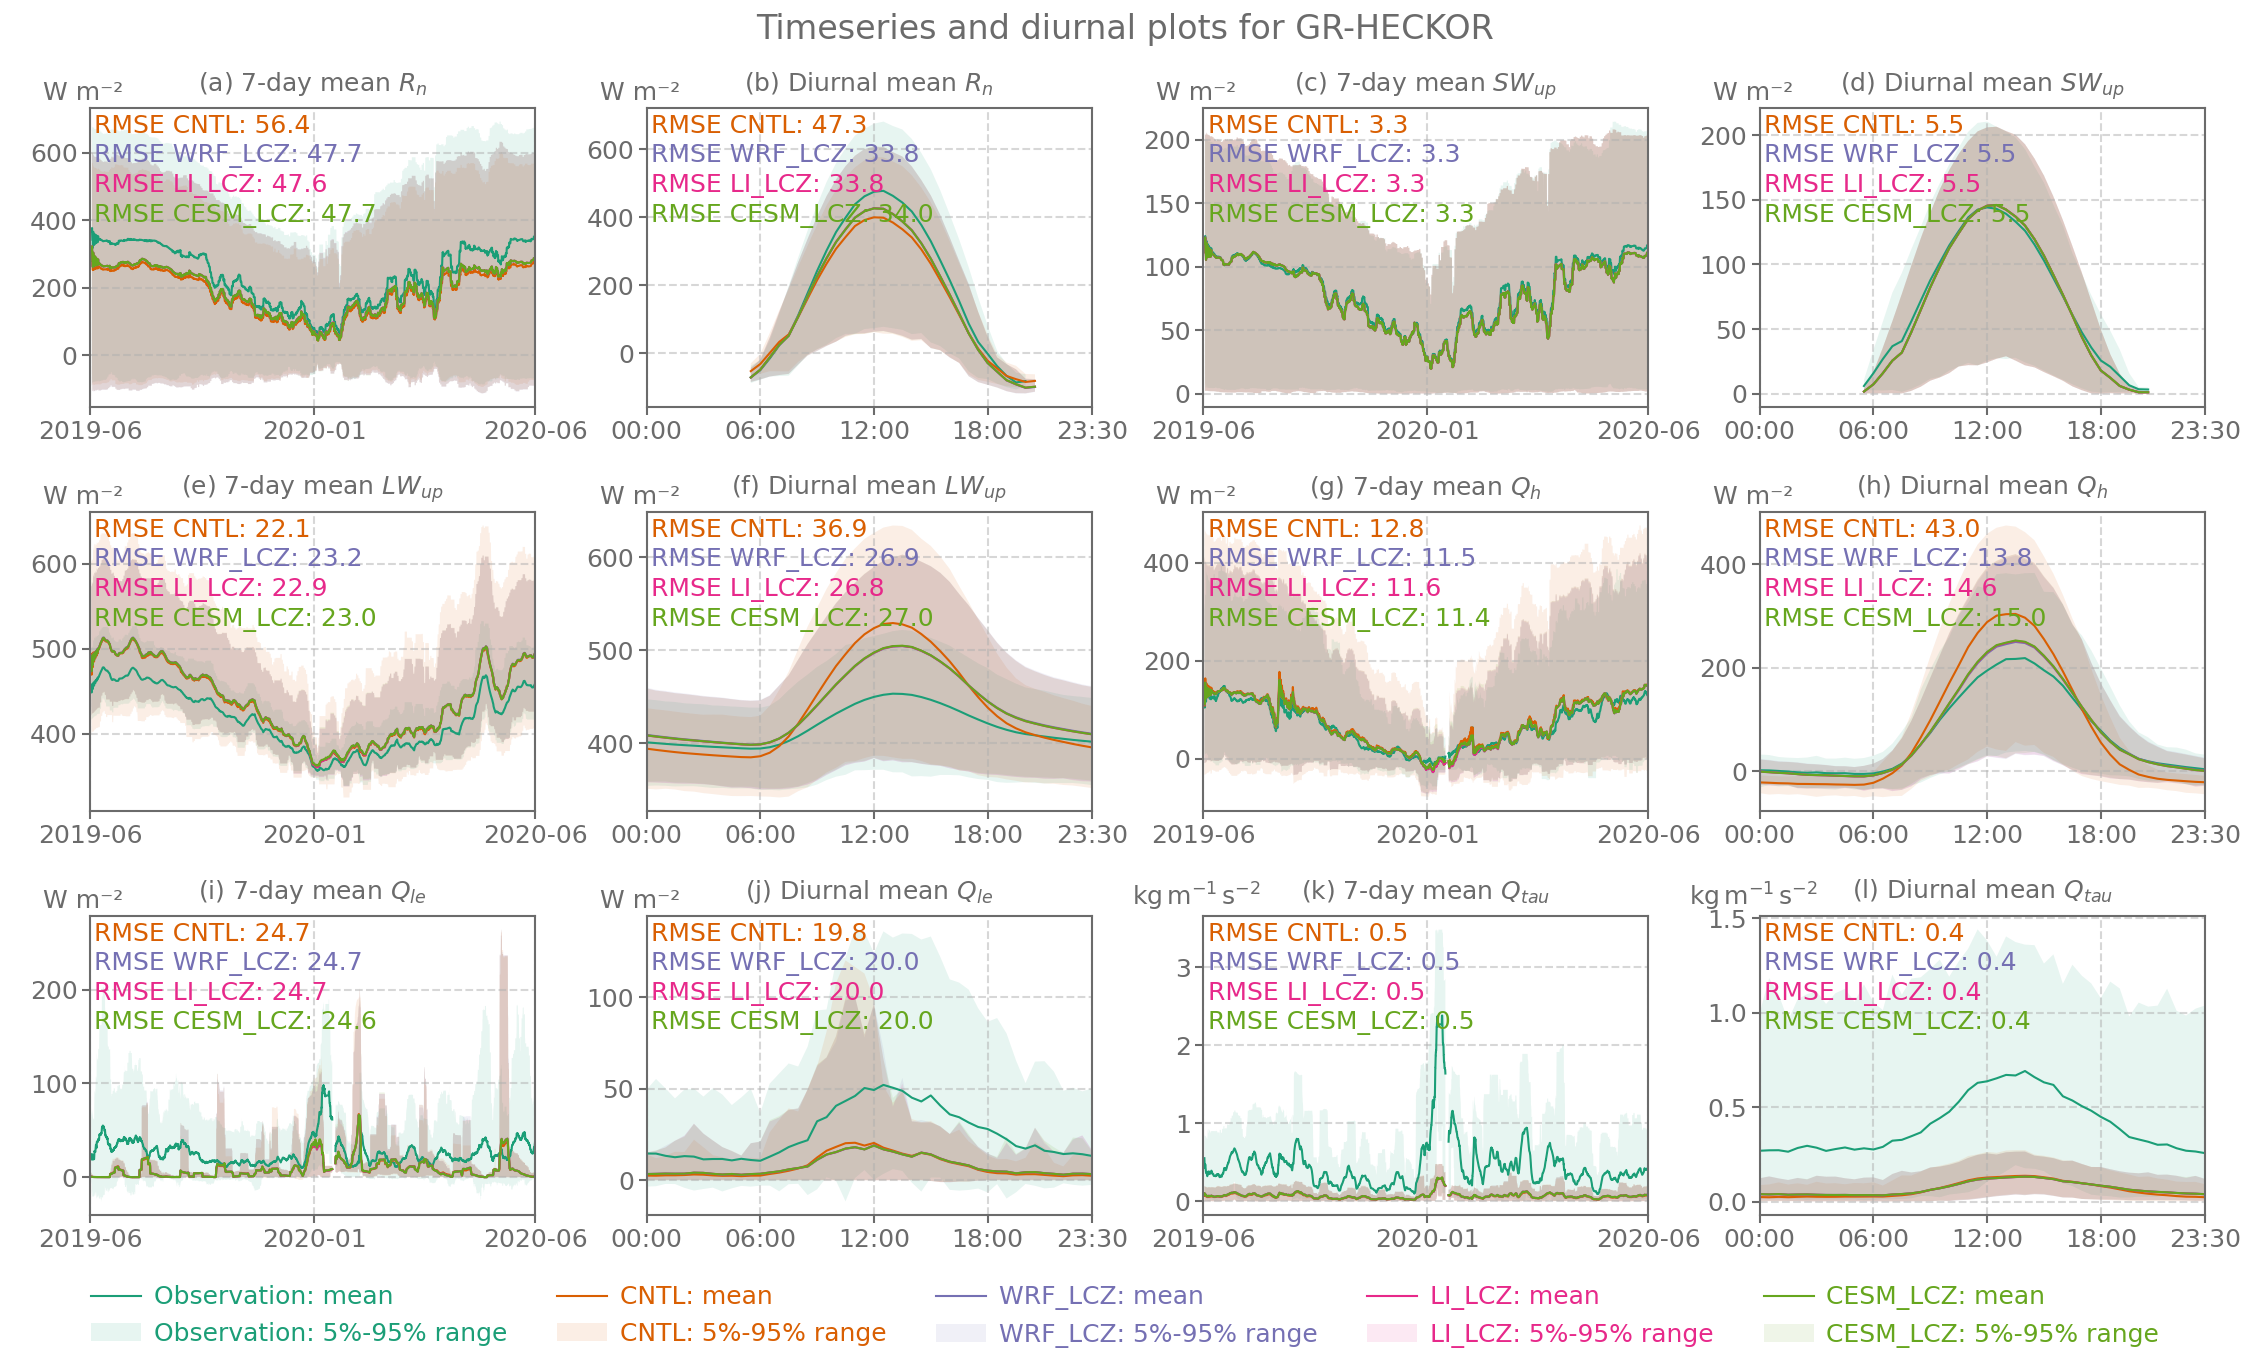 Timeseries and diurnal plots for GR-HECKOR
W m⁻²
(a) 7-day mean Rₙ
RMSE CNTL: 56.4
RMSE WRF_LCZ: 47.7
RMSE LI_LCZ: 47.6
RMSE CESM_LCZ: 47.7
600
400
200
0
2019-06 2020-01 2020-06
W m⁻²
(b) Diurnal mean Rₙ
RMSE CNTL: 47.3
RMSE WRF_LCZ: 33.8
RMSE LI_LCZ: 33.8
RMSE CESM_LCZ: 34.0
600
400
200
0
00:00 06:00 12:00 18:00 23:30
W m⁻²
(c) 7-day mean SWup
RMSE CNTL: 3.3
RMSE WRF_LCZ: 3.3
RMSE LI_LCZ: 3.3
RMSE CESM_LCZ: 3.3
200
150
100
50
0
2019-06 2020-01 2020-06
W m⁻²
(d) Diurnal mean SWup
RMSE CNTL: 5.5
RMSE WRF_LCZ: 5.5
RMSE LI_LCZ: 5.5
RMSE CESM_LCZ: 5.5
200
150
100
50
0
00:00 06:00 12:00 18:00 23:30
W m⁻²
(e) 7-day mean LWup
RMSE CNTL: 22.1
RMSE WRF_LCZ: 23.2
RMSE LI_LCZ: 22.9
RMSE CESM_LCZ: 23.0
600
500
400
2019-06 2020-01 2020-06
W m⁻²
(f) Diurnal mean LWup
RMSE CNTL: 36.9
RMSE WRF_LCZ: 26.9
RMSE LI_LCZ: 26.8
RMSE CESM_LCZ: 27.0
600
500
400
00:00 06:00 12:00 18:00 23:30
W m⁻²
(g) 7-day mean Qh
RMSE CNTL: 12.8
RMSE WRF_LCZ: 11.5
RMSE LI_LCZ: 11.6
RMSE CESM_LCZ: 11.4
400
200
0
2019-06 2020-01 2020-06
W m⁻²
(h) Diurnal mean Qh
RMSE CNTL: 43.0
RMSE WRF_LCZ: 13.8
RMSE LI_LCZ: 14.6
RMSE CESM_LCZ: 15.0
400
200
0
00:00 06:00 12:00 18:00 23:30
W m⁻²
(i) 7-day mean Qle
RMSE CNTL: 24.7
RMSE WRF_LCZ: 24.7
RMSE LI_LCZ: 24.7
RMSE CESM_LCZ: 24.6
200
100
0
2019-06 2020-01 2020-06
W m⁻²
(j) Diurnal mean Qle
RMSE CNTL: 19.8
RMSE WRF_LCZ: 20.0
RMSE LI_LCZ: 20.0
RMSE CESM_LCZ: 20.0
100
50
0
00:00 06:00 12:00 18:00 23:30
kg m⁻¹ s⁻²
(k) 7-day mean Qtau
RMSE CNTL: 0.5
RMSE WRF_LCZ: 0.5
RMSE LI_LCZ: 0.5
RMSE CESM_LCZ: 0.5
3
2
1
0
2019-06 2020-01 2020-06
kg m⁻¹ s⁻²
(l) Diurnal mean Qtau
RMSE CNTL: 0.4
RMSE WRF_LCZ: 0.4
RMSE LI_LCZ: 0.4
RMSE CESM_LCZ: 0.4
1.5
1.0
0.5
0.0
00:00 06:00 12:00 18:00 23:30
Observation: mean CNTL: mean WRF_LCZ: mean LI_LCZ: mean CESM_LCZ: mean
Observation: 5%-95% range CNTL: 5%-95% range WRF_LCZ: 5%-95% range LI_LCZ: 5%-95% range CESM_LCZ: 5%-95% range